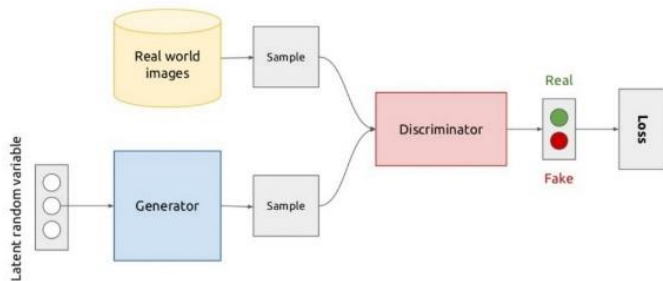 Real world
images
Sample
Real
Discriminator
Loss
Fake
Latent random variable
Generator
Sample